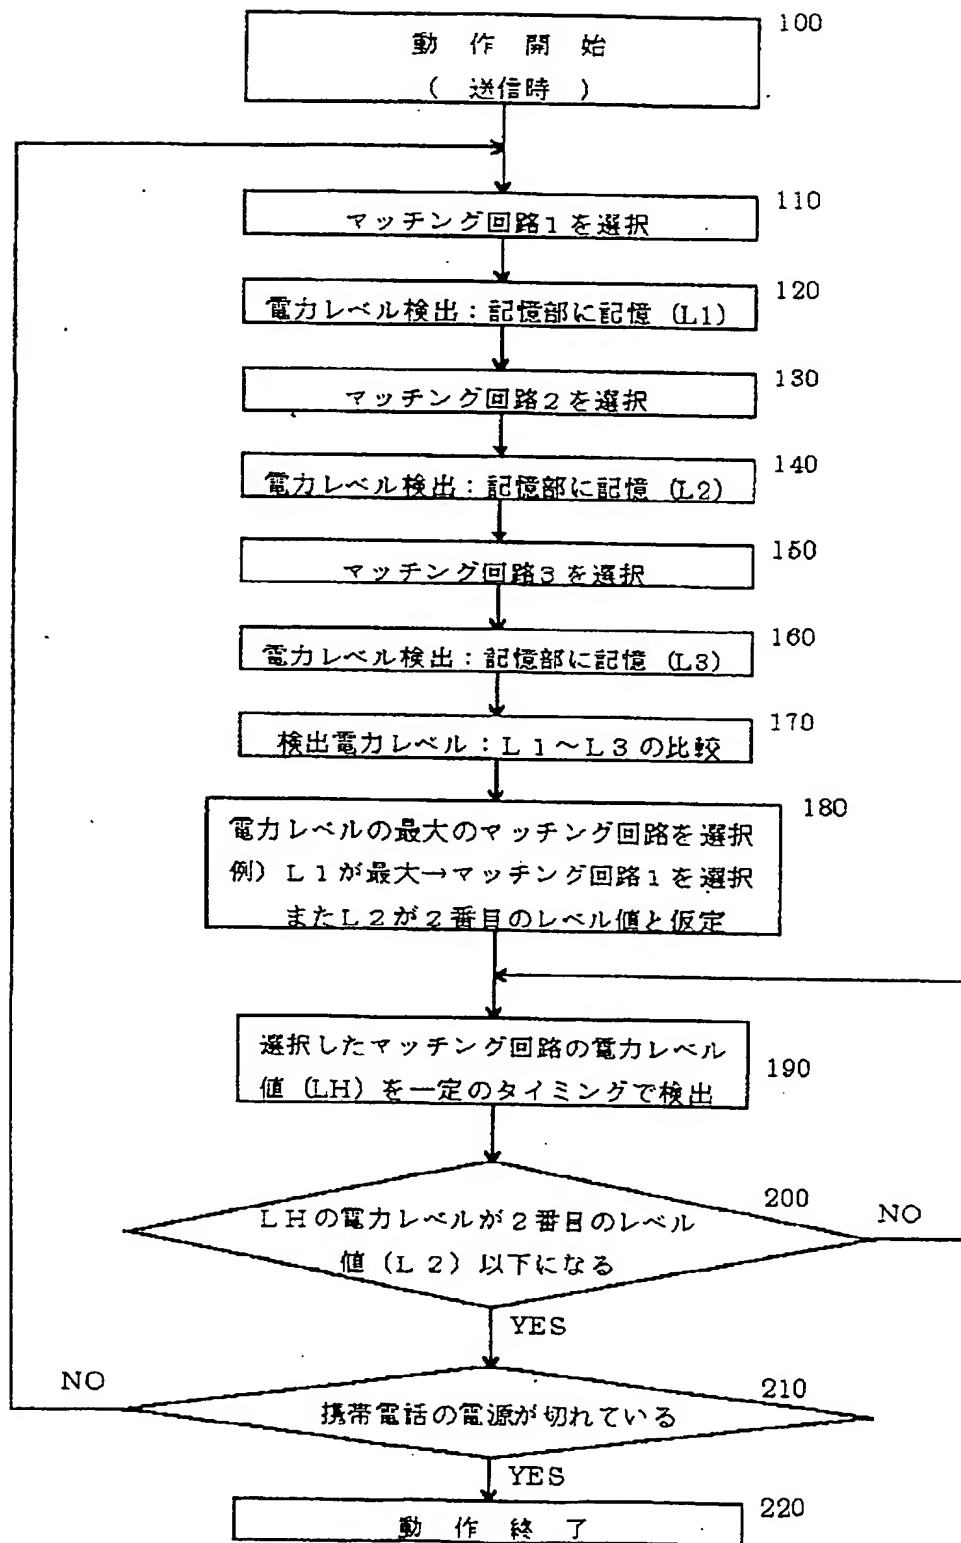 100
動作開始
(送信時)
110
マッチング回路1を選択
120
電力レベル検出:記憶部に記憶(L1)
130
マッチング回路2を選択
140
電力レベル検出:記憶部に記憶(L2)
150
マッチング回路3を選択
160
電力レベル検出:記憶部に記憶(L3)
170
検出電力レベル:L1~L3の比較
180
電力レベルの最大のマッチング回路を選択
例)L1が最大→マッチング回路1を選択
またL2が2番目のレベル値と仮定
選択したマッチング回路の電力レベル
値(LH)を一定のタイミングで検出
190
200
LHの電力レベルが2番目のレベル
値(L2)以下になる
NO
YES
NO
210
携帯電話の電源が切れている
YES
220
動作終了